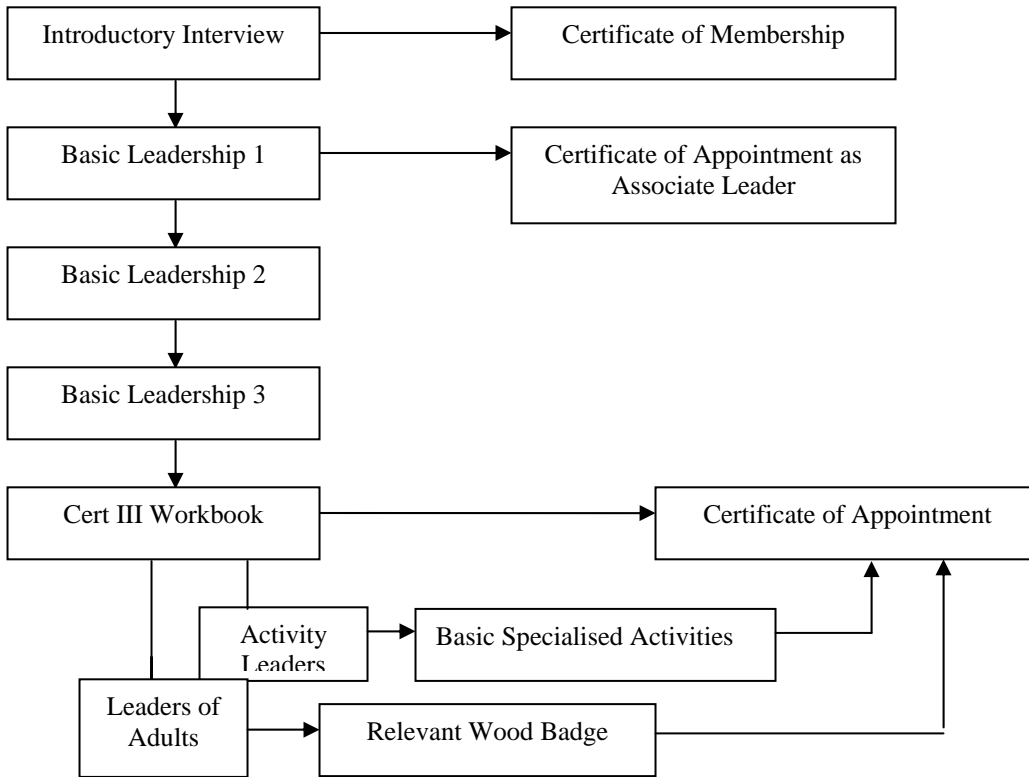 Introductory Interview
Certificate of Membership
Basic Leadership 1
Certificate of Appointment as
Associate Leader
Basic Leadership 2
Basic Leadership 3
Cert III Workbook
Certificate of Appointment
Activity
Leaders
Basic Specialised Activities
Leaders of
Adults
Relevant Wood Badge